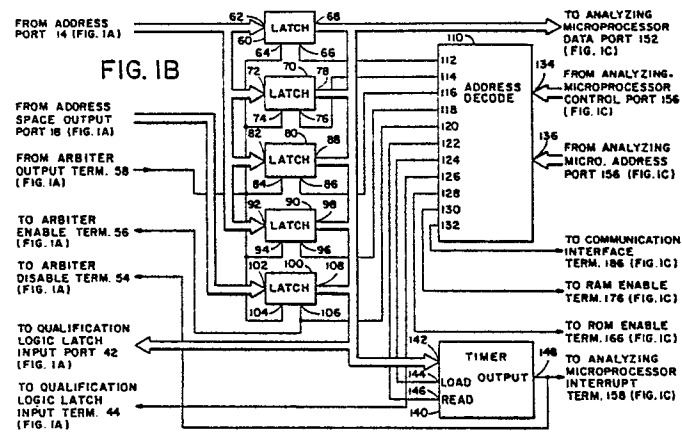 FROM ADDRESS
PORT 14 (FIG.1A)
62
60
LATCH
68
64
66
TO ANALYZING
MICROPROCESSOR
DATA PORT 152
(FIG.1C)
FIG.1B
70
72
LATCH
78
74
76
FROM ADDRESS
SPACE OUTPUT
PORT 18 (FIG.1A)
80
82
LATCH
88
84
86
FROM ARBITER
OUTPUT TERM. 58
(FIG.1A)
90
92
LATCH
98
94
96
TO ARBITER
ENABLE TERM. 56
(FIG.1A)
100
102
LATCH
108
104
106
TO ARBITER
DISABLE TERM. 54
(FIG.1A)
TO QUALIFICATION
LOGIC LATCH
INPUT PORT 42
(FIG.1A)
TO QUALIFICATION
LOGIC LATCH
INPUT TERM. 44
(FIG.1A)
110
ADDRESS
DECODE
112
114
116
118
120
122
124
126
128
130
132
134
FROM ANALYZING-
MICROPROCESSOR
CONTROL PORT 156
(FIG.1C)
136
FROM ANALYZING
MICRO. ADDRESS
PORT 156 (FIG.1C)
TO COMMUNICATION
INTERFACE
TERM. 186 (FIG.1C)
TO RAM ENABLE
TERM. 176 (FIG.1C)
TO ROM ENABLE
TERM. 166 (FIG.1C)
142
TIMER
OUTPUT
148
144
LOAD
146
READ
140
TO ANALYZING
MICROPROCESSOR
INTERRUPT
TERM. 158 (FIG.1C)